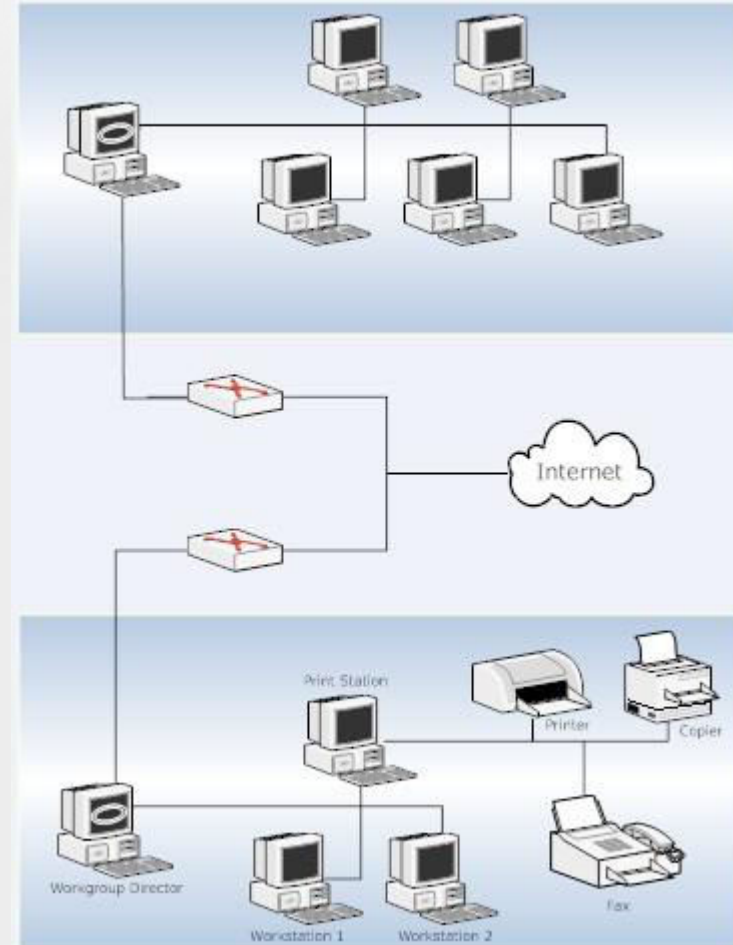 Internet
Print Station
Printer
Copier
Workgroup Director
Fax
Workstation 1
Workstation 2